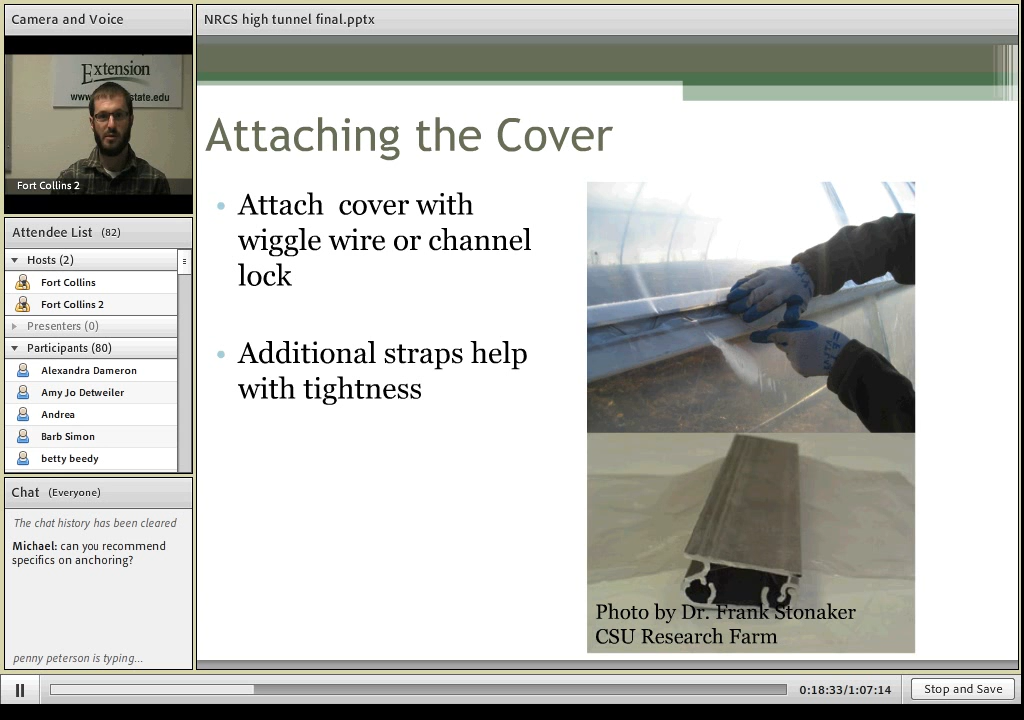 Camera and Voice
Extension
www. state.edu
Fort Collins 2
Attendee List (82)
Hosts (2)
Fort Collins
Fort Collins 2
Presenters (0)
Participants (80)
Alexandra Dameron
Amy Jo Detweiler
Andrea
Barb Simon
betty beedy
Chat (Everyone)
The chat history has been cleared
Michael: can you recommend
specifics on anchoring?
penny peterson is typing...
NRCS high tunnel final.pptx
Attaching the Cover
• Attach cover with
wiggle wire or channel
lock
• Additional straps help
with tightness
Photo by Dr. Frank Stonaker
CSU Research Farm
0:18:33/1:07:14
Stop and Save